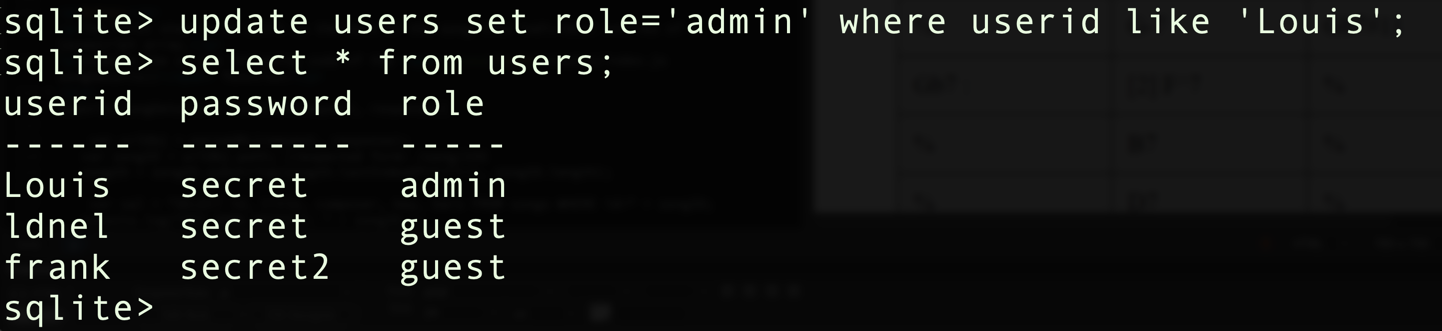 sqlite> update users set role='admin' where userid like 'Louis';
sqlite> select * from users;
userid  password  role
------  --------  -----
Louis   secret    admin
ldnel   secret    guest
frank   secret2   guest
sqlite>